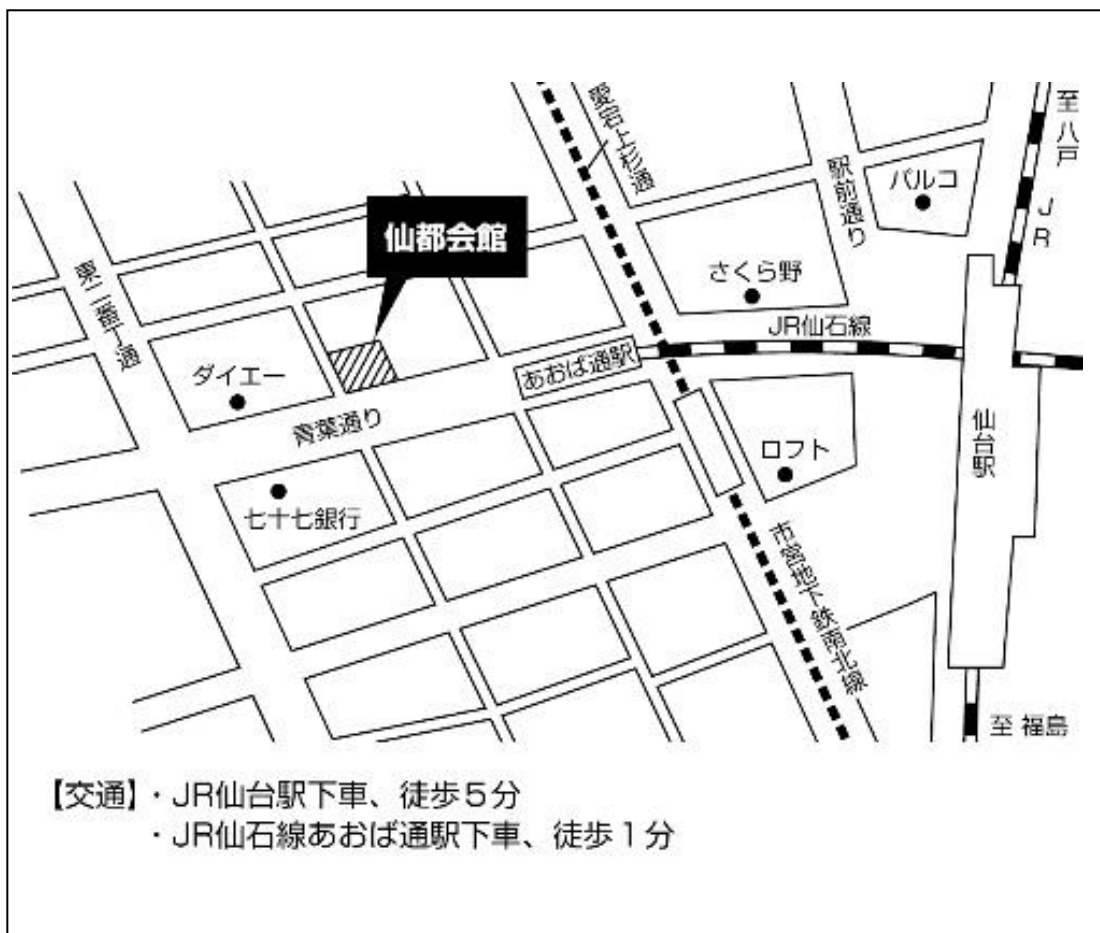 至 八戸
JR
愛宕上杉通
駅前通り
パルコ
仙都会館
さくら野
東二番丁通
JR仙石線
あおば通駅
ダイエー
青葉通り
仙台駅
ロフト
七十七銀行
市営地下鉄南北線
至 福島
【交通】・JR仙台駅下車、徒歩5分
・JR仙石線あおば通駅下車、徒歩1分